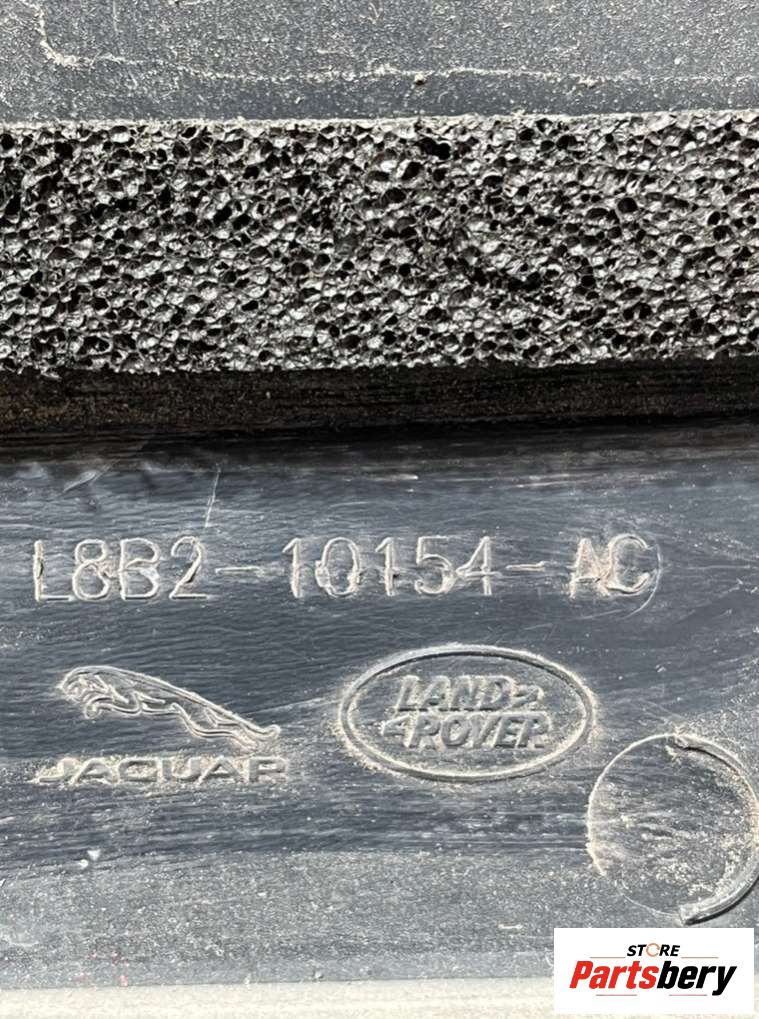 L8B2-10154-AC
JAGUAR
LAND
ROVER
STORE
Partsbery